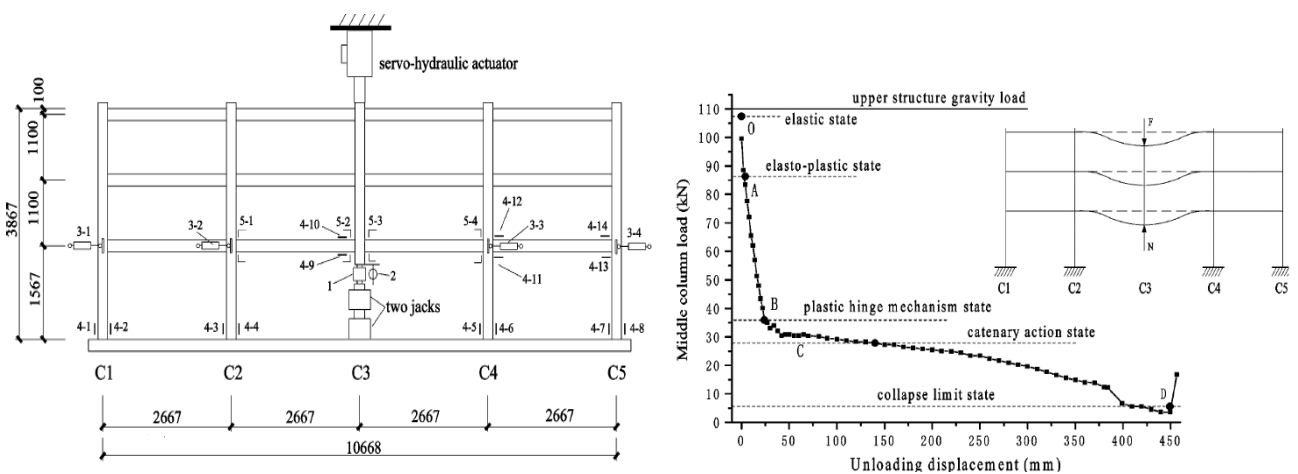 servo-hydraulic actuator
100
1100
1100
3867
1567
3-1
3-2
5-1
4-10
5-2
5-3
5-4
4-12
3-3
4-14
3-4
4-9
4-11
4-13
1
2
two jacks
4-1
4-2
4-3
4-4
4-5
4-6
4-7
4-8
C1
C2
C3
C4
C5
2667
2667
2667
2667
10668
Middle column load (kN)
110
100
90
80
70
60
50
40
30
20
10
0
upper structure gravity load
O
elastic state
elasto-plastic state
A
B
plastic hinge mechanism state
C
catenary action state
collapse limit state
D
F
N
C1
C2
C3
C4
C5
0
50
100
150
200
250
300
350
400
450
Unloading displacement (mm)